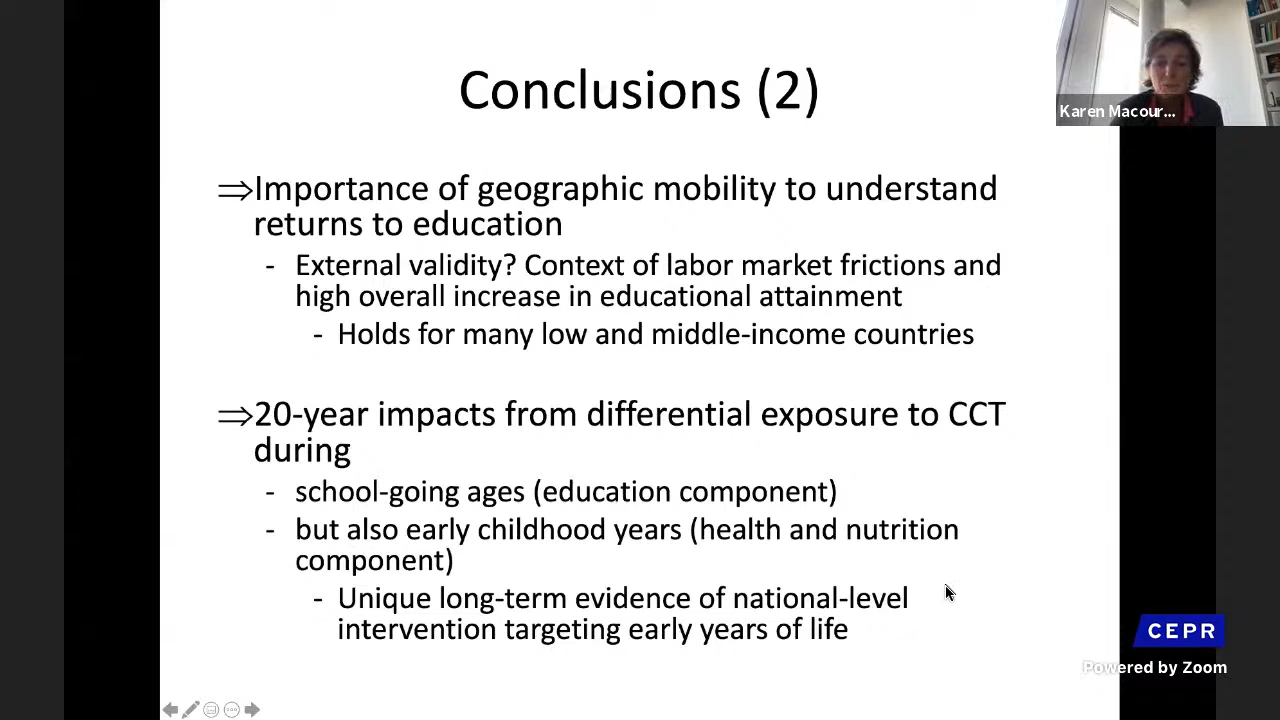 Conclusions (2)
Karen Macour...
⇒Importance of geographic mobility to understand
returns to education
- External validity? Context of labor market frictions and
high overall increase in educational attainment
- Holds for many low and middle-income countries
⇒20-year impacts from differential exposure to CCT
during
- school-going ages (education component)
- but also early childhood years (health and nutrition
component)
- Unique long-term evidence of national-level
intervention targeting early years of life
CEPR
Powered by Zoom